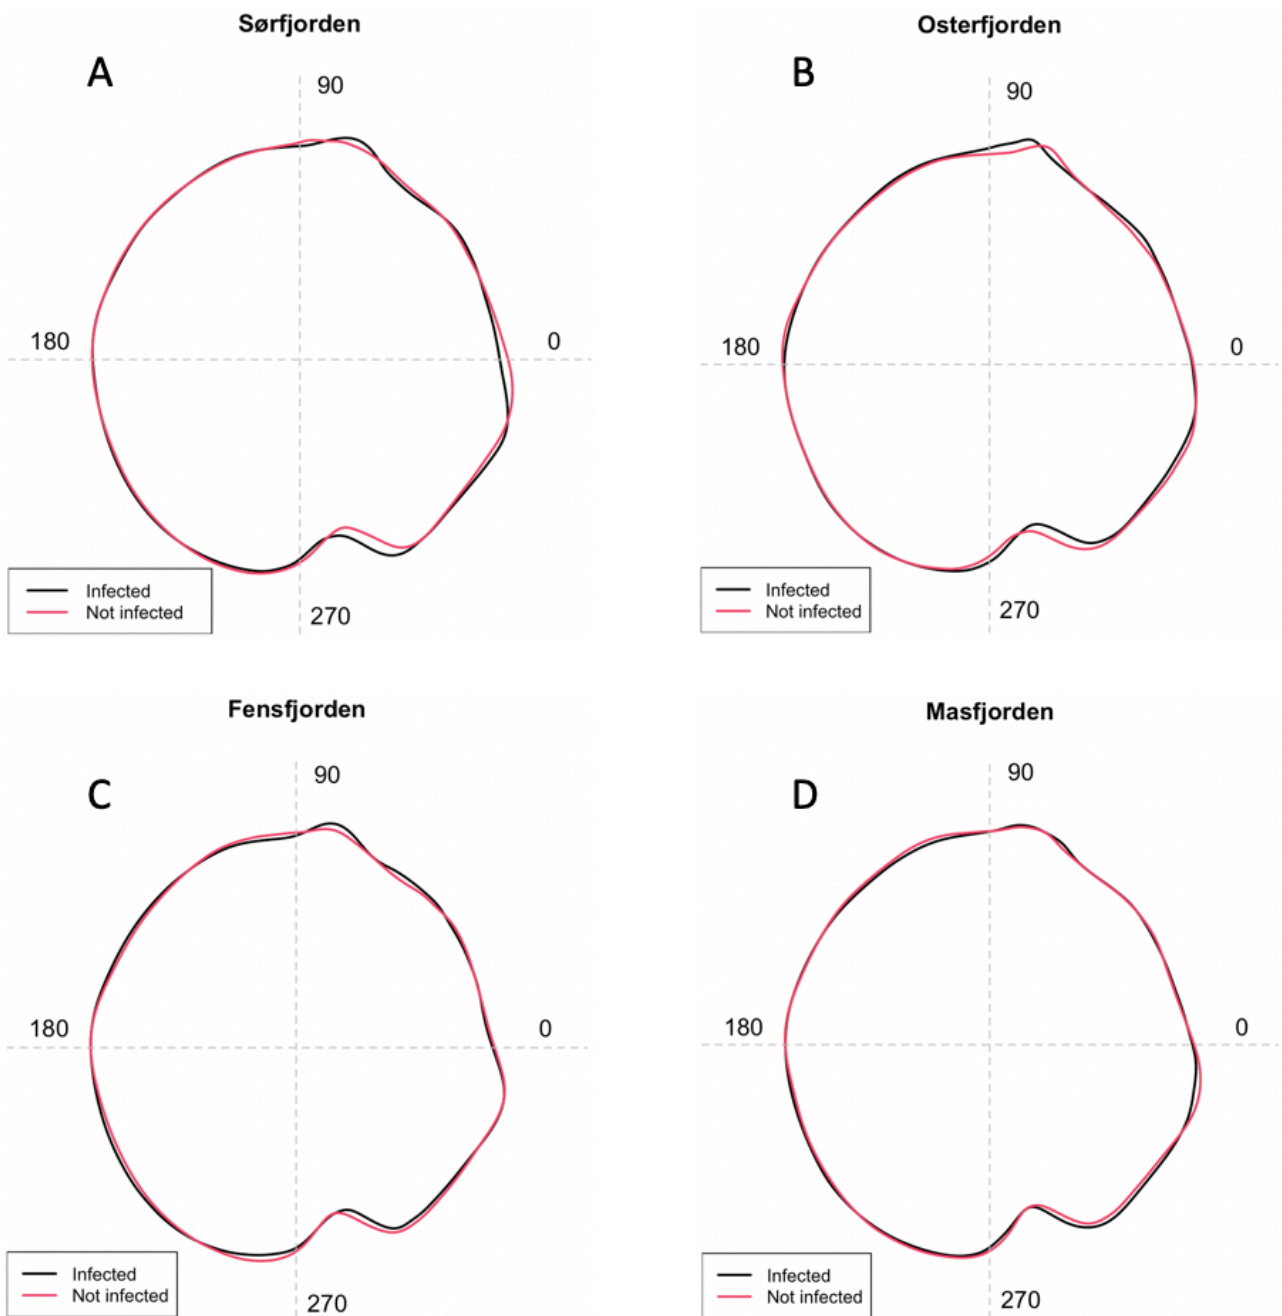 Sørfjorden
A
90
180
0
Infected
Not infected
270
Osterfjorden
B
90
180
0
Infected
Not infected
270
Fensfjorden
C
90
180
0
Infected
Not infected
270
Masfjorden
D
90
180
0
Infected
Not infected
270